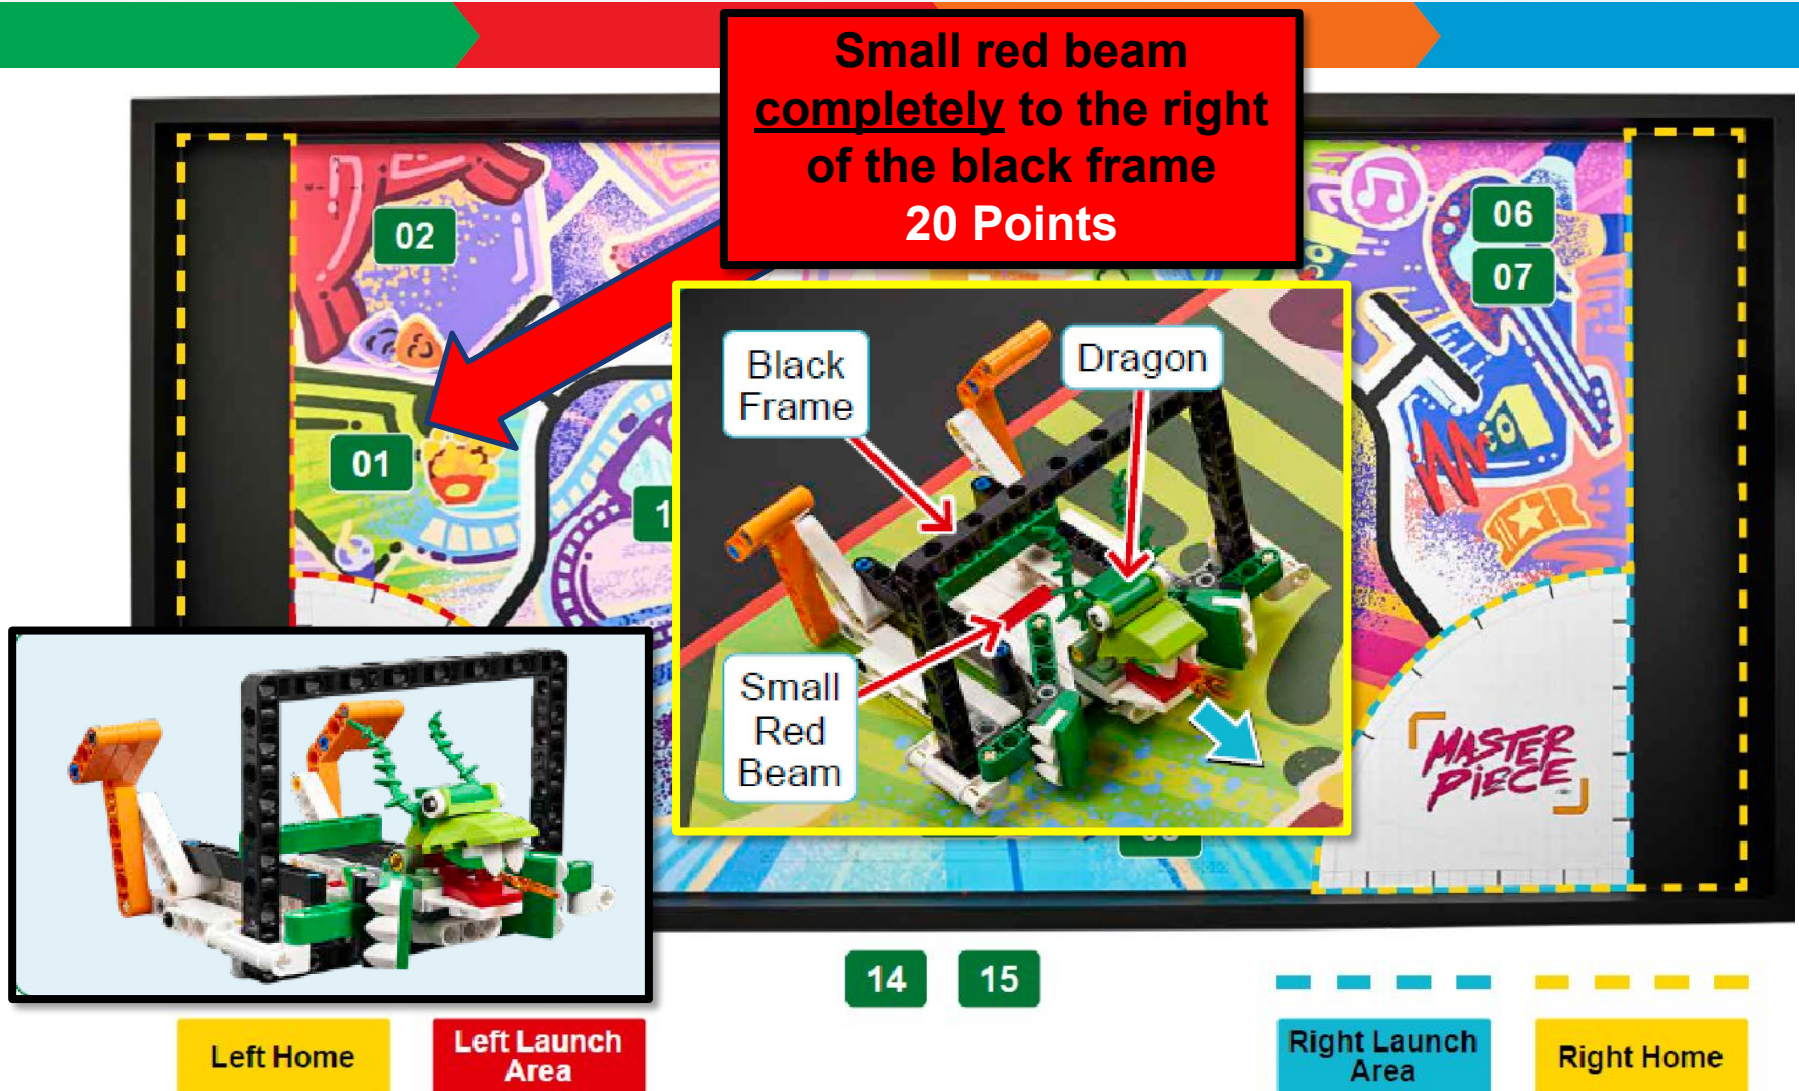 Small red beam
completely to the right
of the black frame
20 Points
02
06
07
01
1
Black
Frame
Dragon
Small
Red
Beam
MASTER
PIECE
14
15
Left Home
Left Launch
Area
Right Launch
Area
Right Home